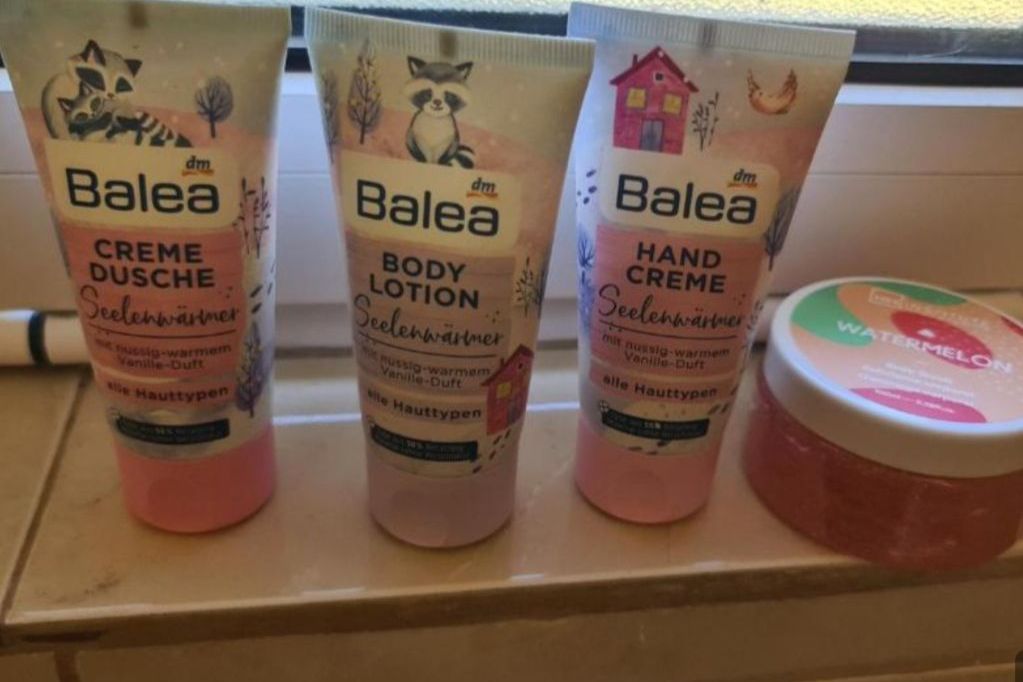 dm
Balea
CREME
DUSCHE
Seelenwärmer
mit nussig-warmem
Vanille-Duft
alle Hauttypen
dm
Balea
BODY
LOTION
Seelenwärmer
mit nussig-warmem
Vanille-Duft
alle Hauttypen
dm
Balea
HAND
CREME
Seelenwärmer
mit nussig-warmem
Vanille-Duft
alle Hauttypen
WATERMELON